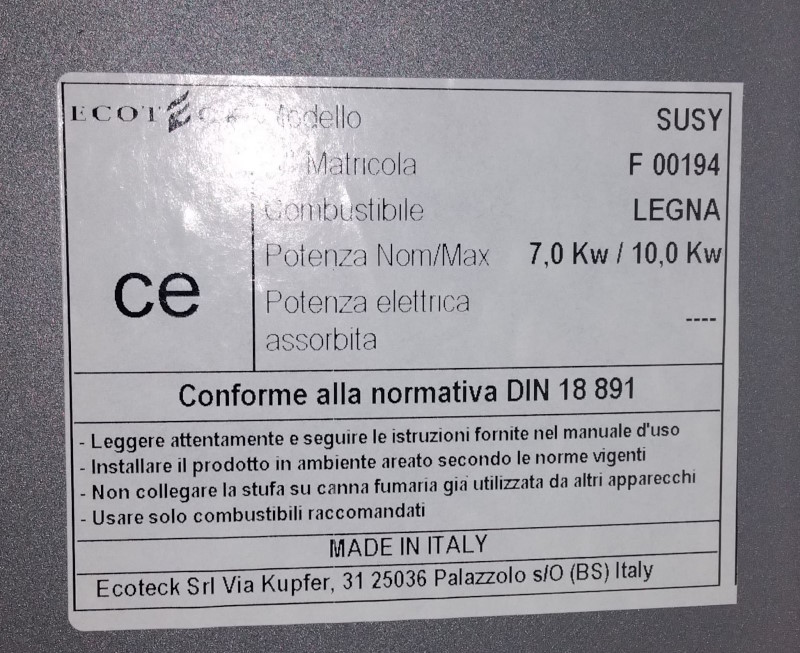 ECOTECK
Modello SUSY
Matricola F 00194
Combustibile LEGNA
Potenza Nom/Max 7,0 Kw / 10,0 Kw
Potenza elettrica
assorbita ----
ce
Conforme alla normativa DIN 18 891
- Leggere attentamente e seguire le istruzioni fornite nel manuale d'uso
- Installare il prodotto in ambiente areato secondo le norme vigenti
- Non collegare la stufa su canna fumaria già utilizzata da altri apparecchi
- Usare solo combustibili raccomandati
MADE IN ITALY
Ecoteck Srl Via Kupfer, 31 25036 Palazzolo s/O (BS) Italy